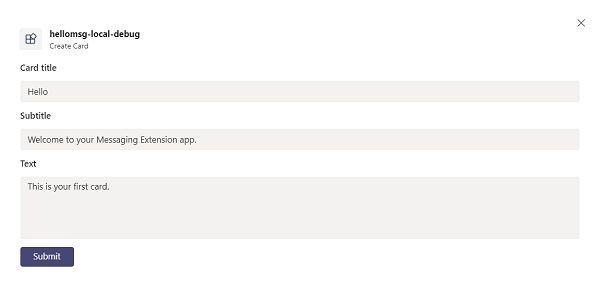 hellomsg-local-debug
Create Card
Card title
Hello
Subtitle
Welcome to your Messaging Extension app.
Text
This is your first card.
Submit